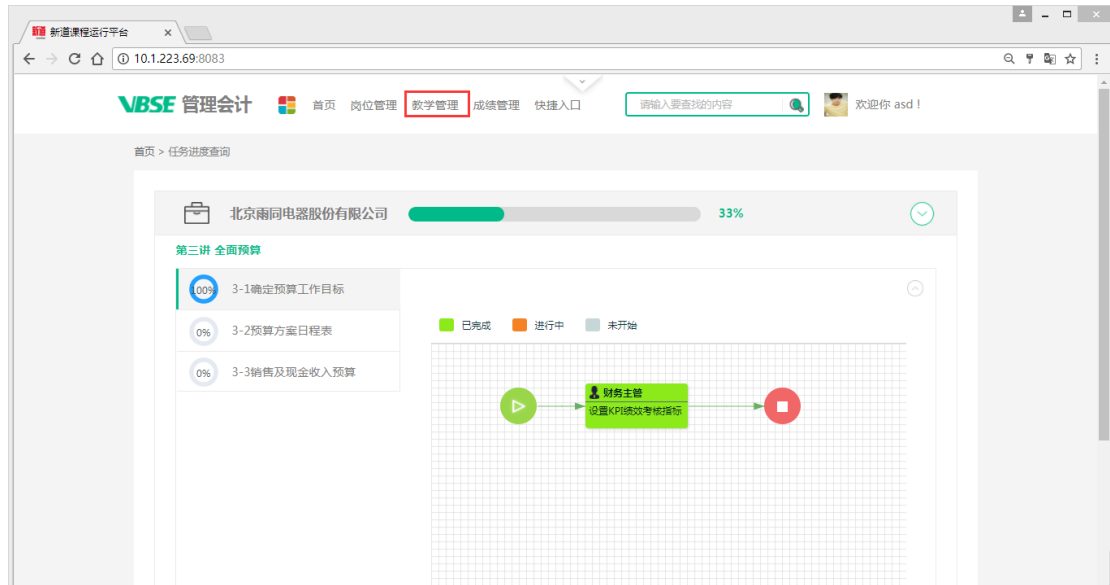 新道 新道课程运行平台
10.1.223.69:8083
VBSE 管理会计 首页 岗位管理 教学管理 成绩管理 快捷入口 请输入要查找的内容 欢迎你 asd！
首页 > 任务进度查询
北京雨同电器股份有限公司 33%
第三讲 全面预算
100% 3-1确定预算工作目标
已完成 进行中 未开始
0% 3-2预算方案日程表
0% 3-3销售及现金收入预算
财务主管
设置KPI绩效考核指标